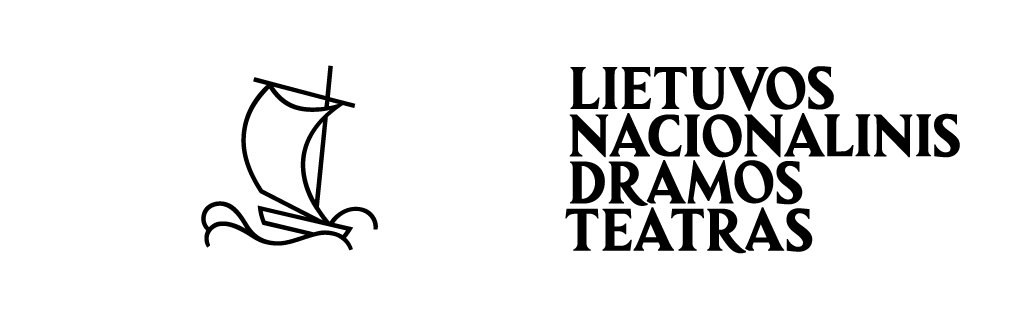 LIETUVOS
NACIONALINIS
DRAMOS
TEATRAS